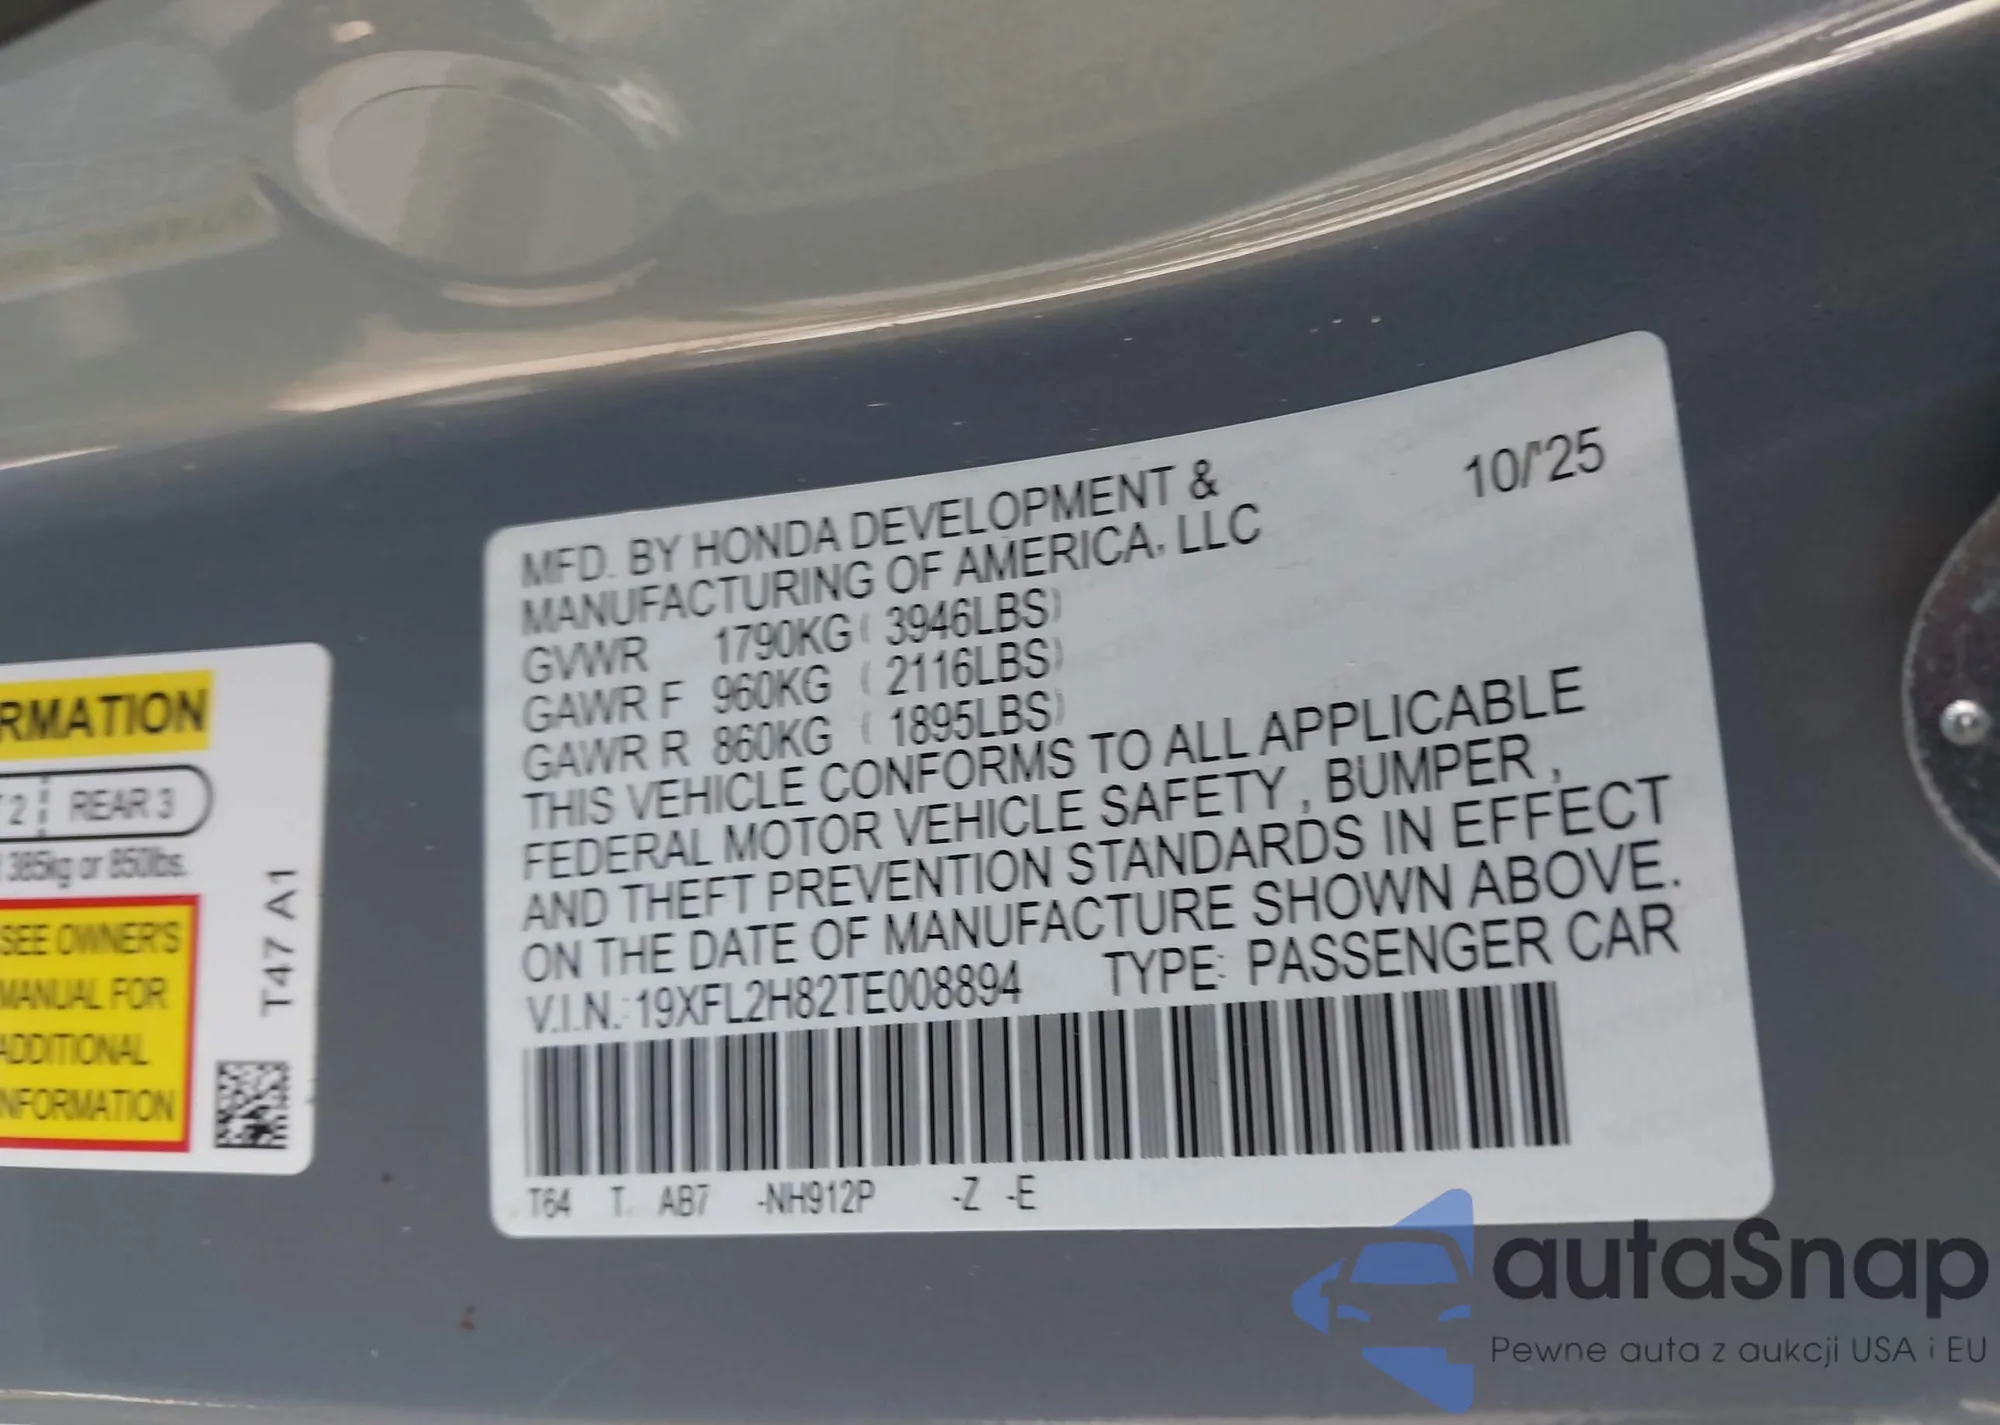 MFD. BY HONDA DEVELOPMENT &
MANUFACTURING OF AMERICA, LLC
10/'25
GVWR 1790KG ( 3946LBS)
GAWR F 960KG ( 2116LBS)
GAWR R 860KG ( 1895LBS)
THIS VEHICLE CONFORMS TO ALL APPLICABLE
FEDERAL MOTOR VEHICLE SAFETY , BUMPER ,
AND THEFT PREVENTION STANDARDS IN EFFECT
ON THE DATE OF MANUFACTURE SHOWN ABOVE.
V.I.N.: 19XFL2H82TE008894 TYPE: PASSENGER CAR
T64 T. AB7 -NH912P -Z -E
RMATION
2 REAR 3
385kg or 850lbs.
SEE OWNER'S
MANUAL FOR
ADDITIONAL
NFORMATION
T47 A1
autaSnap
Pewne auta z aukcji USA i EU